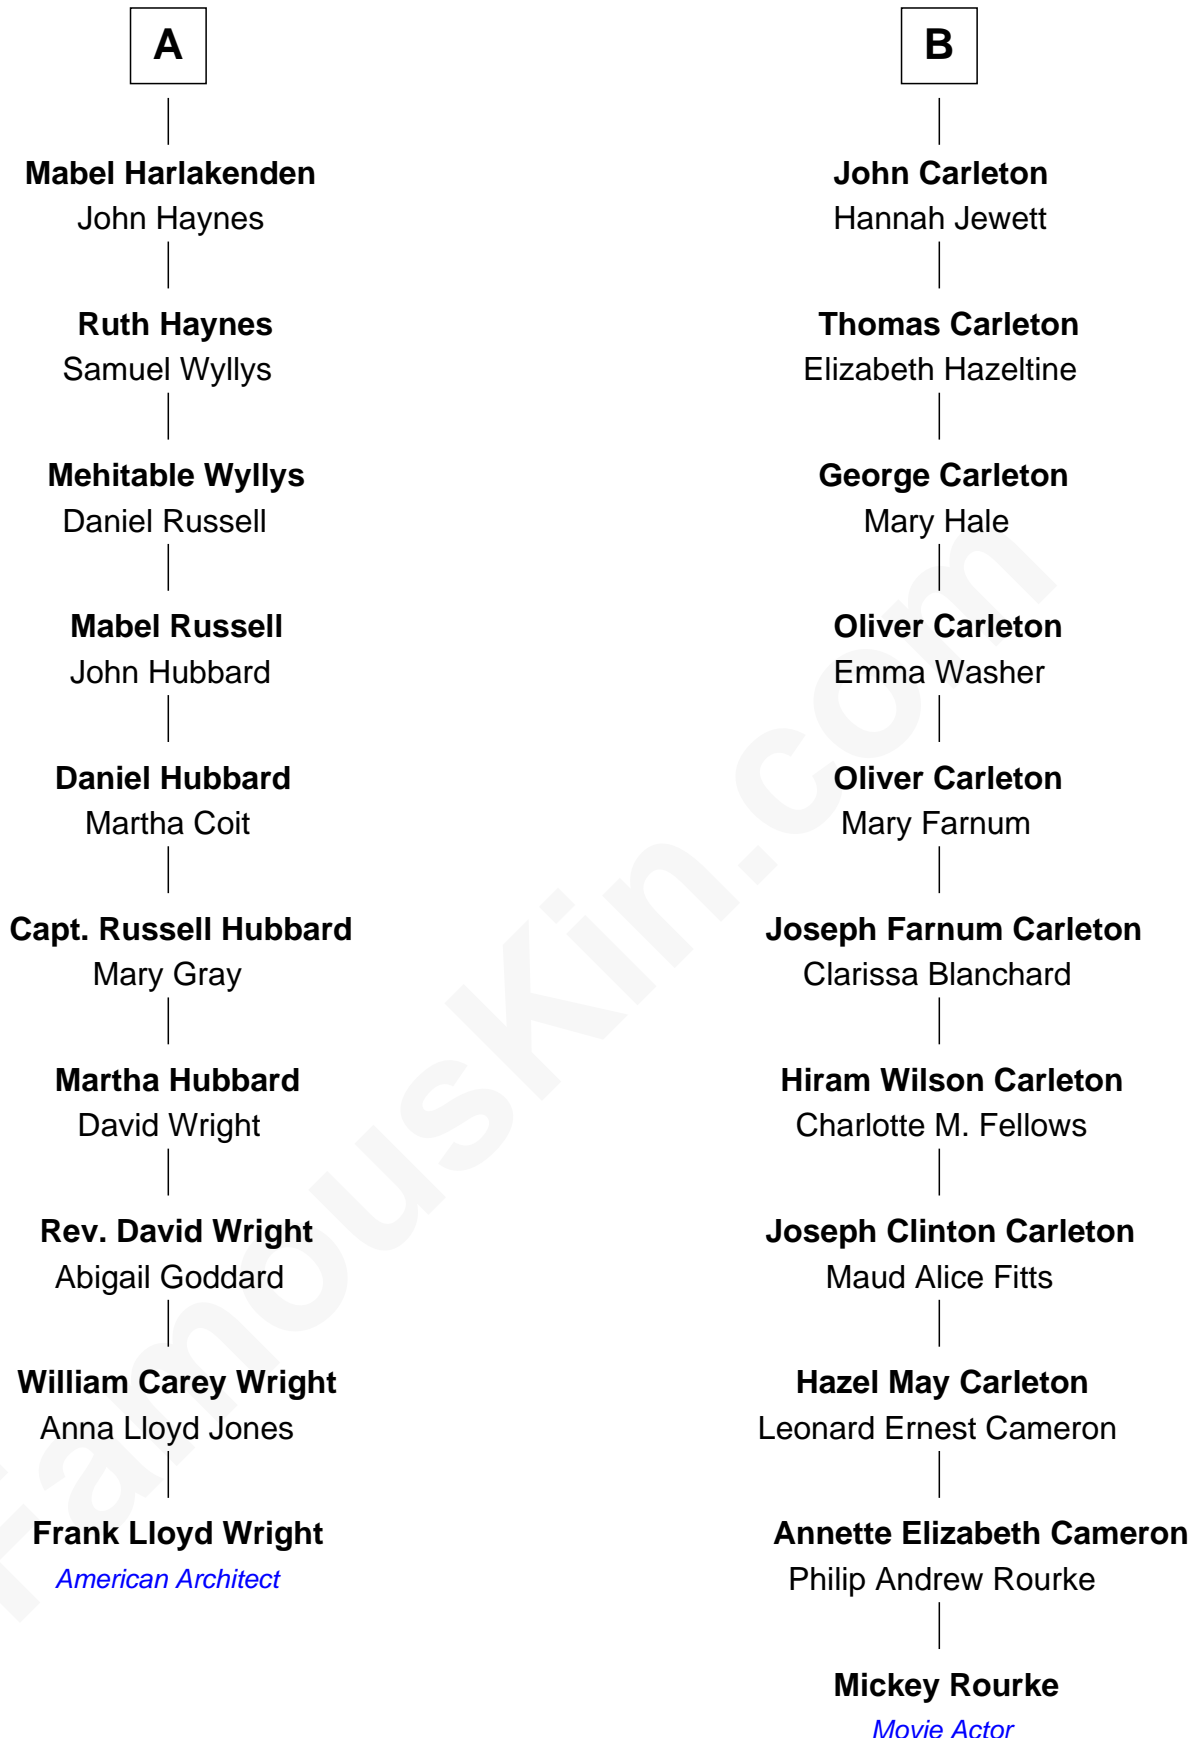 A
Mabel Harlakenden
John Haynes
Ruth Haynes
Samuel Wyllys
Mehitable Wyllys
Daniel Russell
Mabel Russell
John Hubbard
Daniel Hubbard
Martha Coit
Capt. Russell Hubbard
Mary Gray
Martha Hubbard
David Wright
Rev. David Wright
Abigail Goddard
William Carey Wright
Anna Lloyd Jones
Frank Lloyd Wright
American Architect
B
John Carleton
Hannah Jewett
Thomas Carleton
Elizabeth Hazeltine
George Carleton
Mary Hale
Oliver Carleton
Emma Washer
Oliver Carleton
Mary Farnum
Joseph Farnum Carleton
Clarissa Blanchard
Hiram Wilson Carleton
Charlotte M. Fellows
Joseph Clinton Carleton
Maud Alice Fitts
Hazel May Carleton
Leonard Ernest Cameron
Annette Elizabeth Cameron
Philip Andrew Rourke
Mickey Rourke
Movie Actor
FamousKin.com